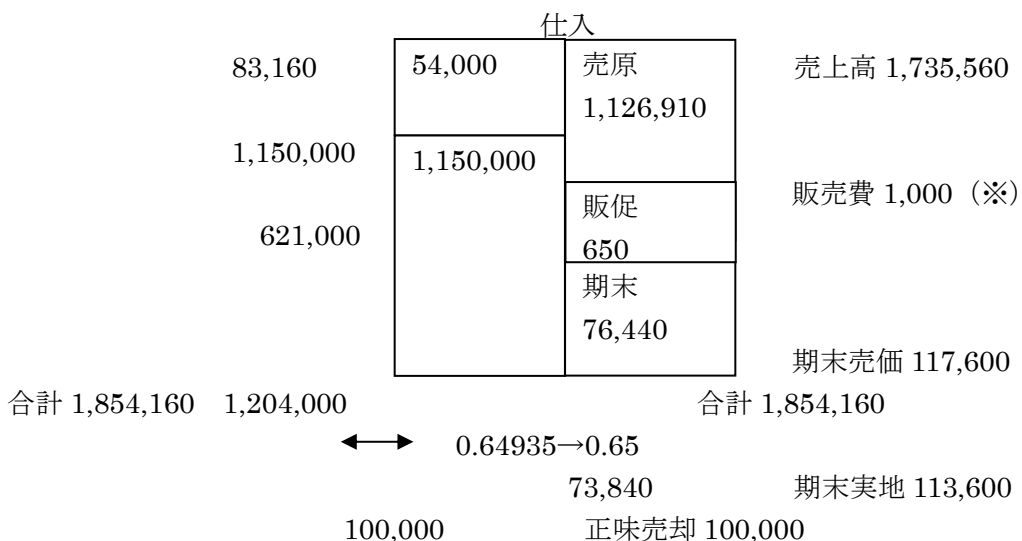 仕入
83,160 54,000 売原 売上高 1,735,560
1,126,910
1,150,000 1,150,000
販促 販売費 1,000（※）
621,000 650
期末
76,440
期末売価 117,600
合計 1,854,160 1,204,000 合計 1,854,160
0.64935→0.65
73,840 期末実地 113,600
100,000 正味売却 100,000